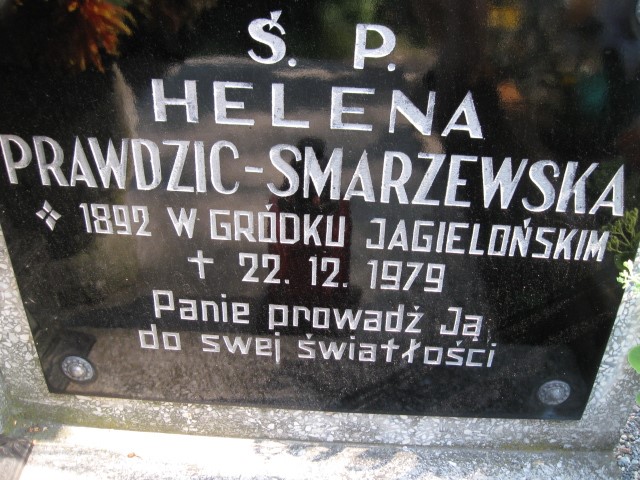 Ś. P.
HELENA
PRAWDZIC-SMARZEWSKA
1892 W GRÓDKU JAGIELOŃSKIM
✝ 22. 12. 1979
Panie prowadź Ją
do swej światłości